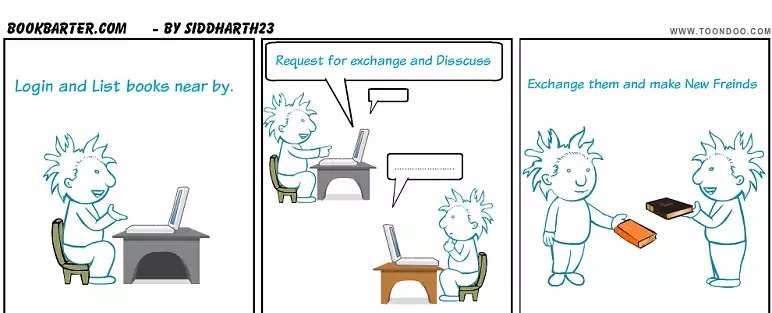 BOOKBARTER.COM - BY SIDDHARTH23
WWW.TOONDOO.COM
Login and List books near by.
Request for exchange and Disscuss
.....................
Exchange them and make New Freinds